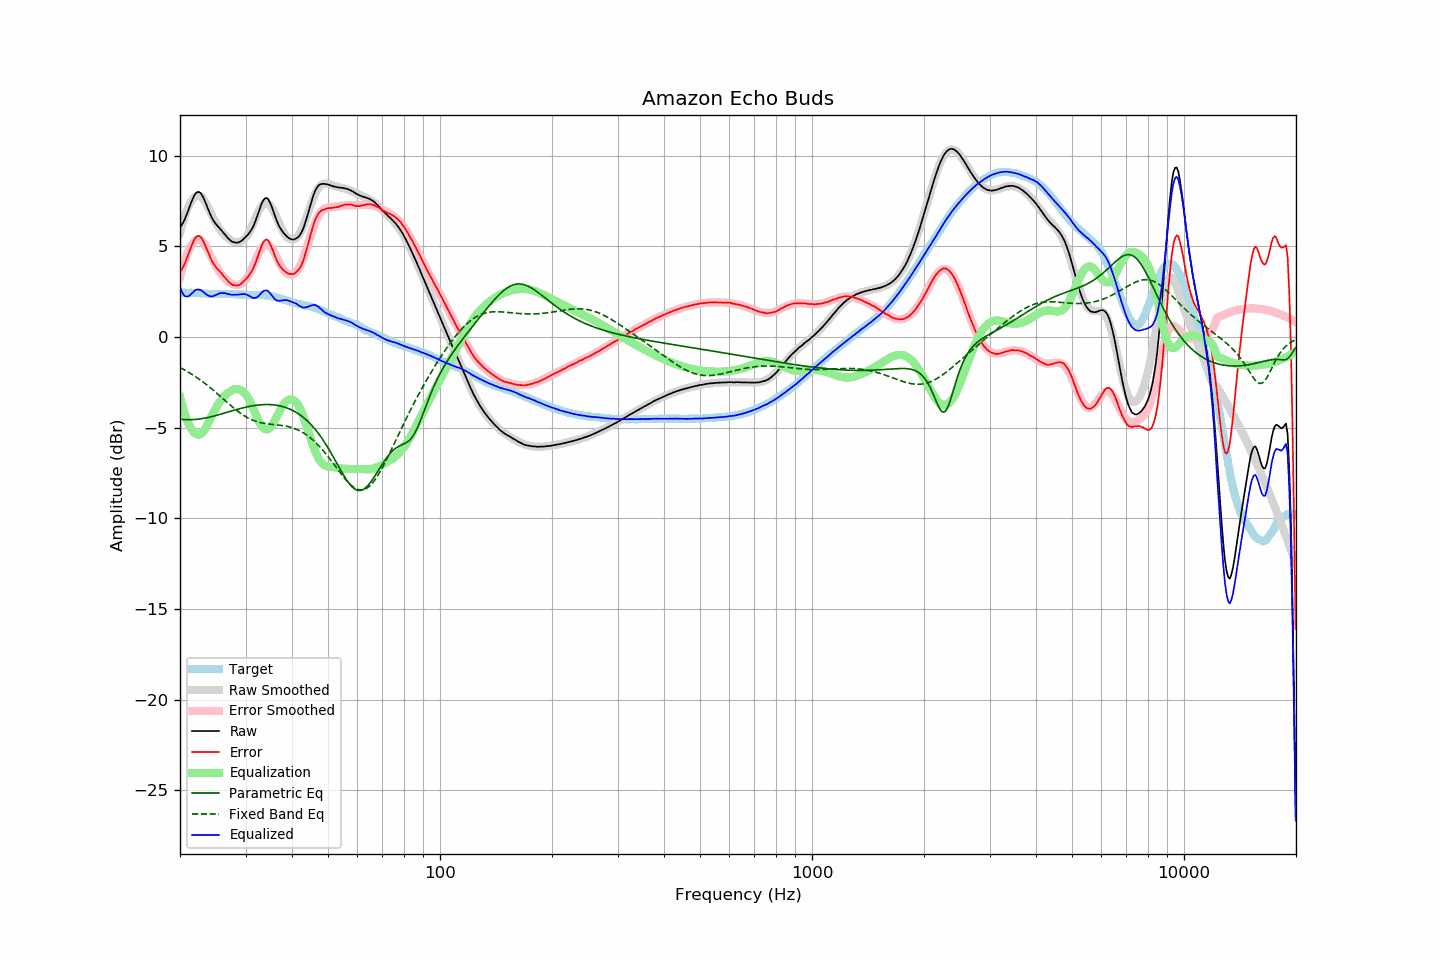 Amazon Echo Buds
10
5
0
−5
−10
−15
−20
−25
Amplitude (dBr)
Target
Raw Smoothed
Error Smoothed
Raw
Error
Equalization
Parametric Eq
Fixed Band Eq
Equalized
100 1000 10000
Frequency (Hz)